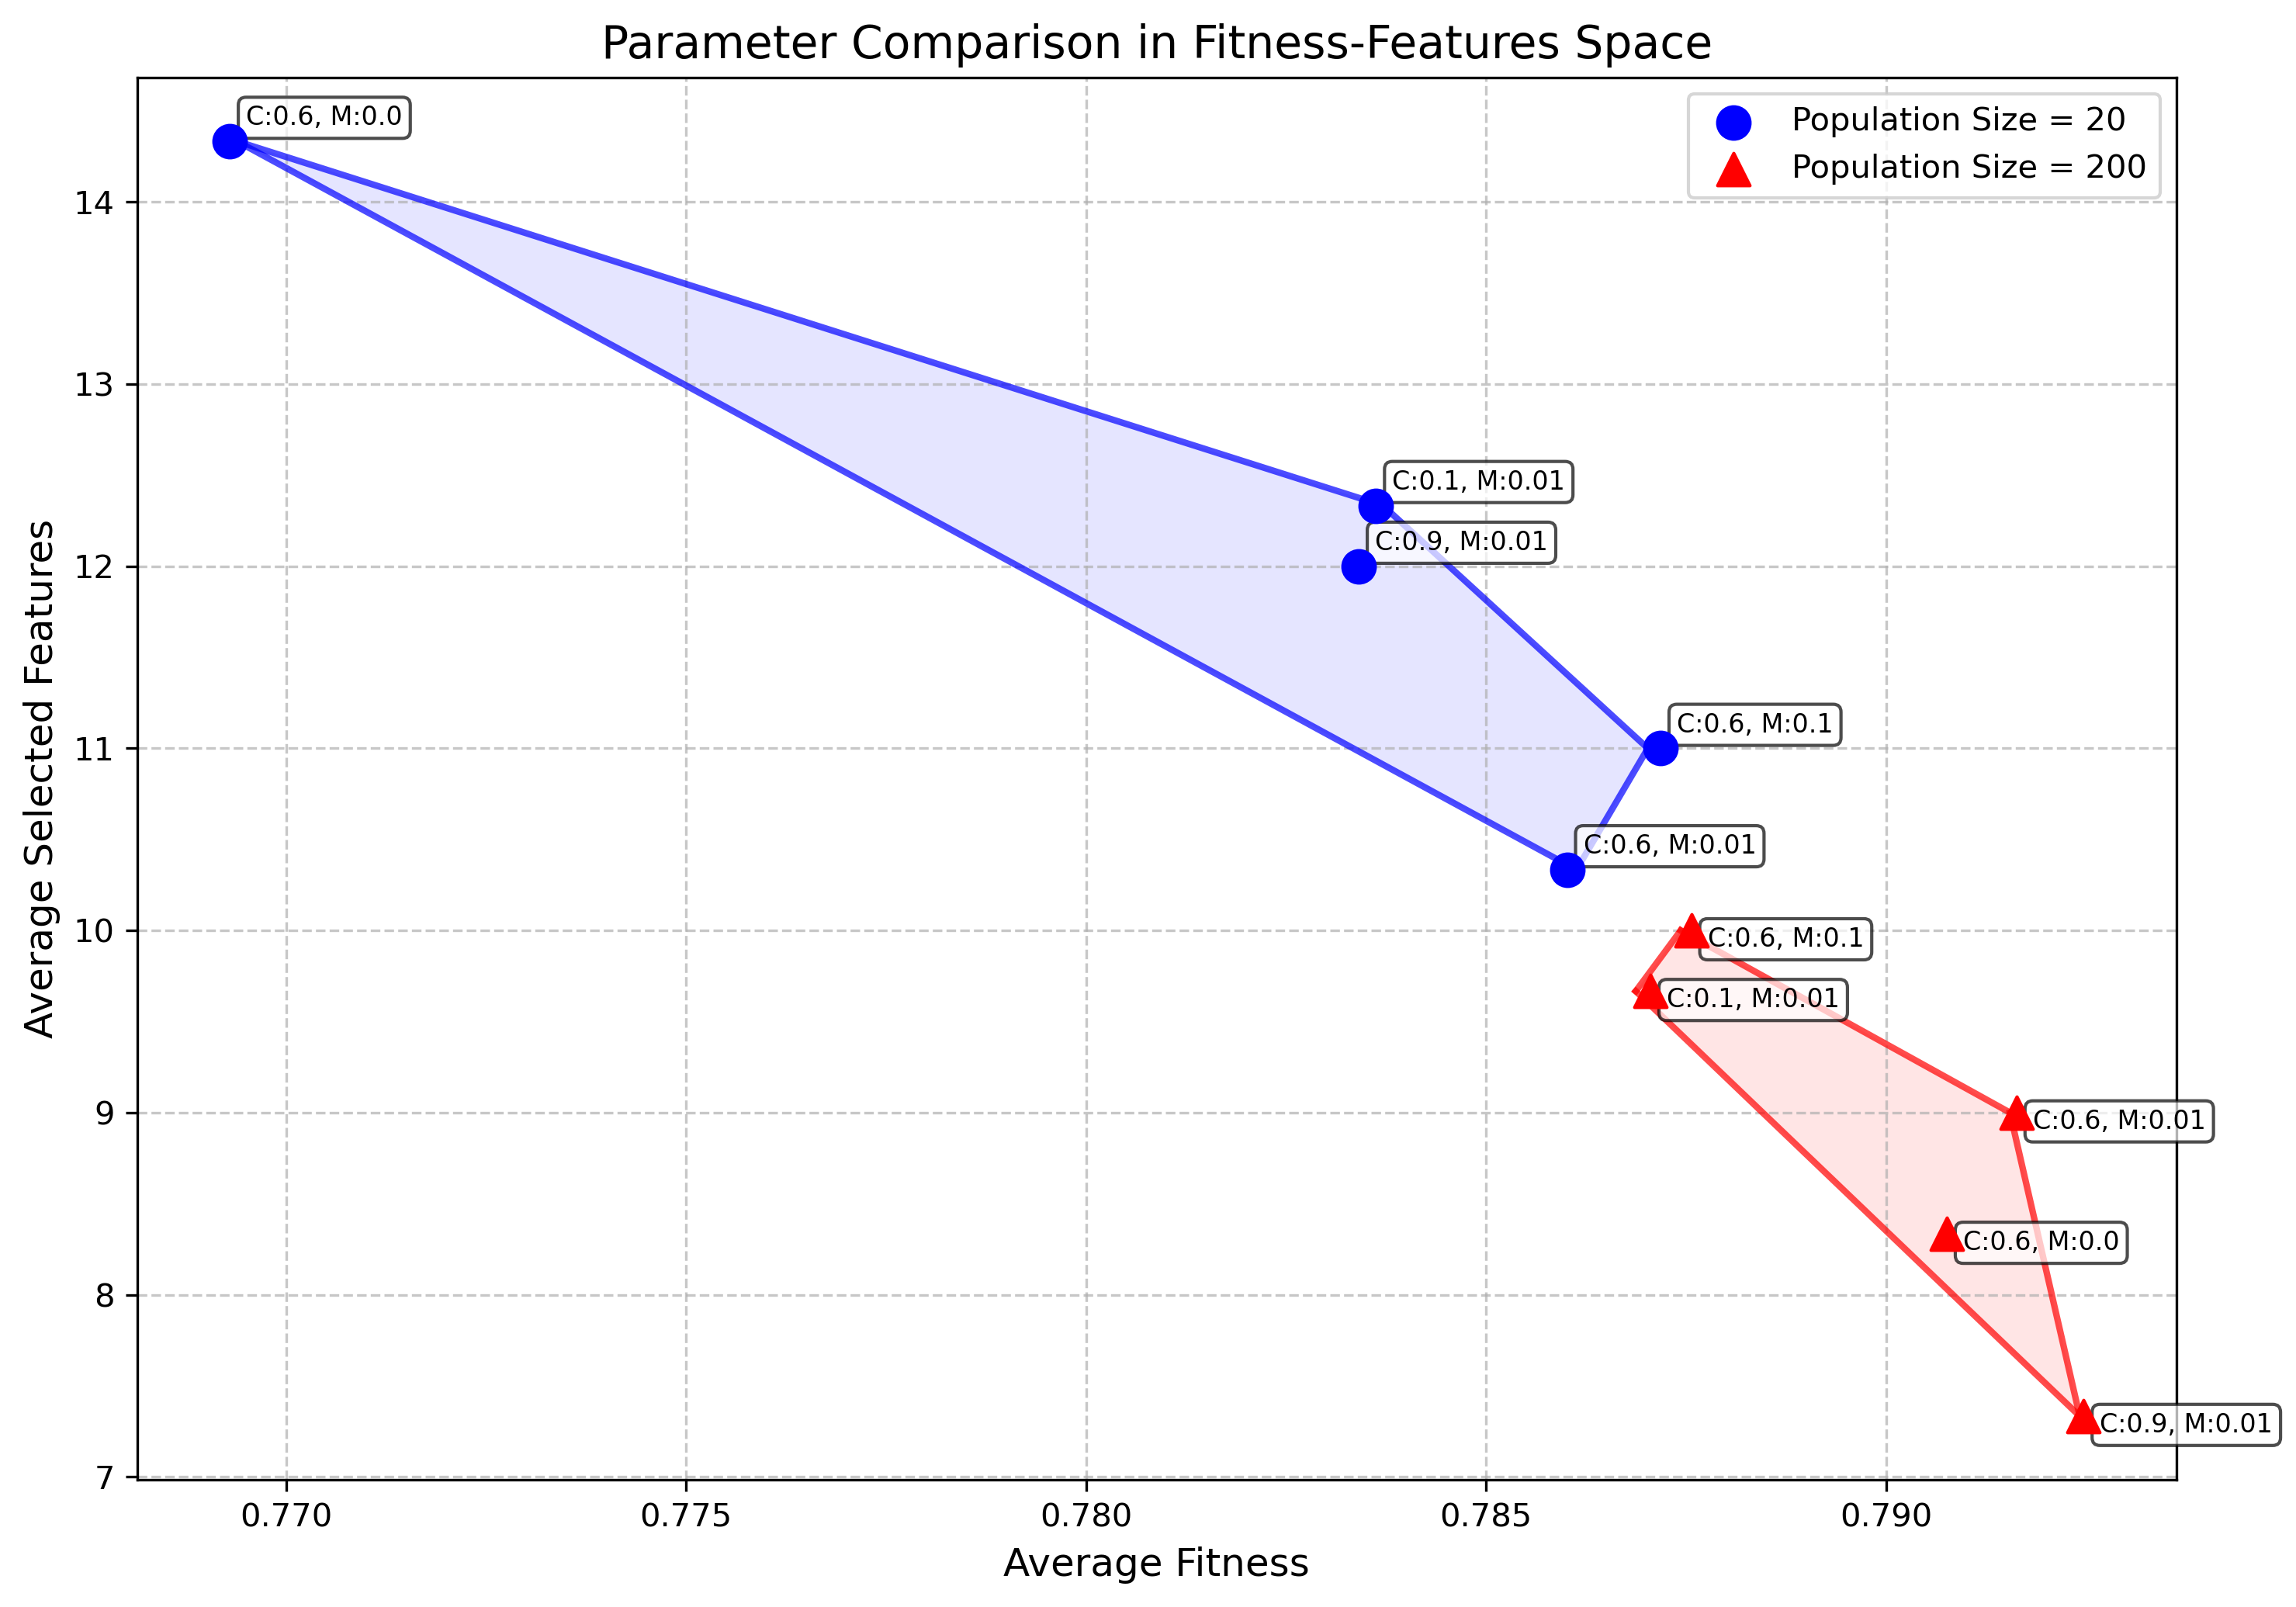 Parameter Comparison in Fitness-Features Space
Population Size = 20
Population Size = 200
C:0.6, M:0.0
C:0.1, M:0.01
C:0.9, M:0.01
C:0.6, M:0.1
C:0.6, M:0.01
C:0.6, M:0.1
C:0.1, M:0.01
C:0.6, M:0.01
C:0.6, M:0.0
C:0.9, M:0.01
Average Selected Features
14
13
12
11
10
9
8
7
0.770
0.775
0.780
0.785
0.790
Average Fitness